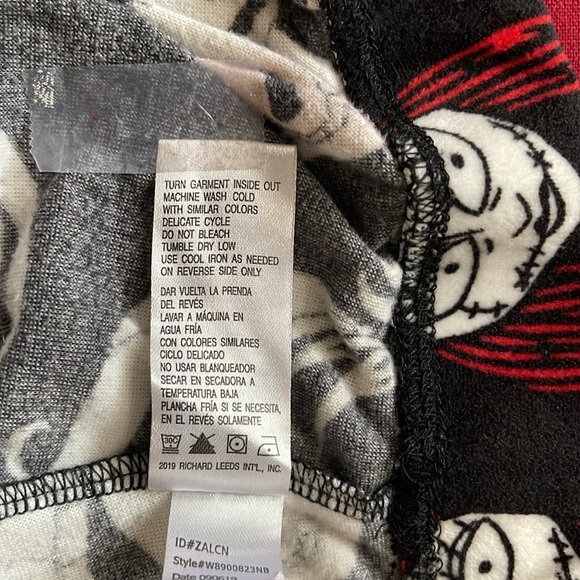 TURN GARMENT INSIDE OUT
MACHINE WASH COLD
WITH SIMILAR COLORS
DELICATE CYCLE
DO NOT BLEACH
TUMBLE DRY LOW
USE COOL IRON AS NEEDED
ON REVERSE SIDE ONLY
DAR VUELTA LA PRENDA
DEL REVÉS
LAVAR A MÁQUINA EN
AGUA FRÍA
CON COLORES SIMILARES
CICLO DELICADO
NO USAR BLANQUEADOR
SECAR EN SECADORA A
TEMPERATURA BAJA
PLANCHA FRÍA SI SE NECESITA,
EN EL REVÉS SOLAMENTE
2019 RICHARD LEEDS INT'L., INC.
ID#ZALCN
Style#W8900823NB
Date 090619